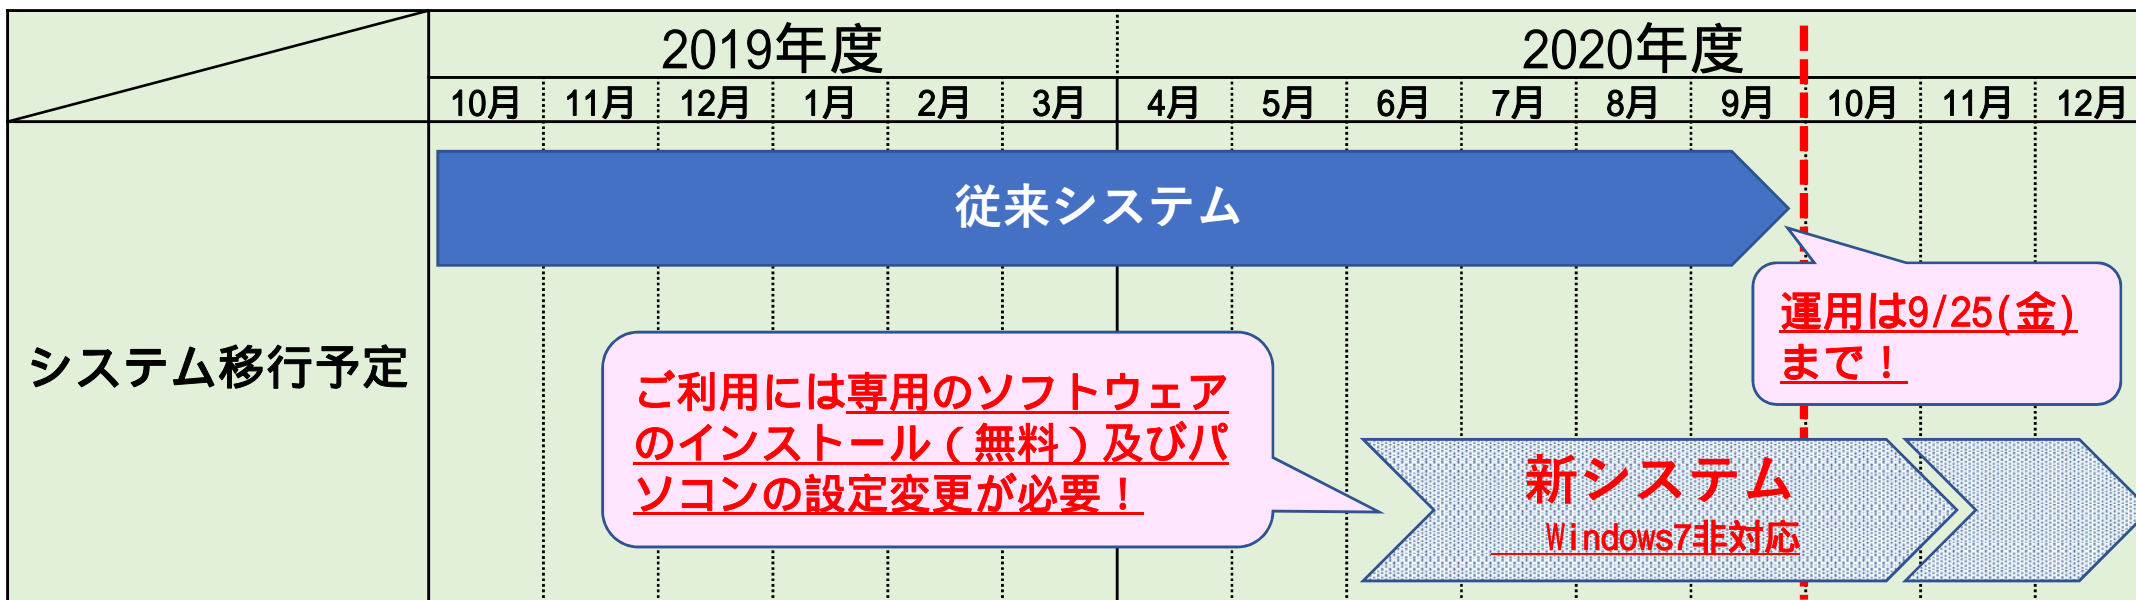 2019年度 2020年度
10月 11月 12月 1月 2月 3月 4月 5月 6月 7月 8月 9月 10月 11月 12月
システム移行予定
従来システム
運用は9/25(金)
まで！
ご利用には専用のソフトウェア
のインストール（無料）及びパ
ソコンの設定変更が必要！
新システム
Windows7非対応